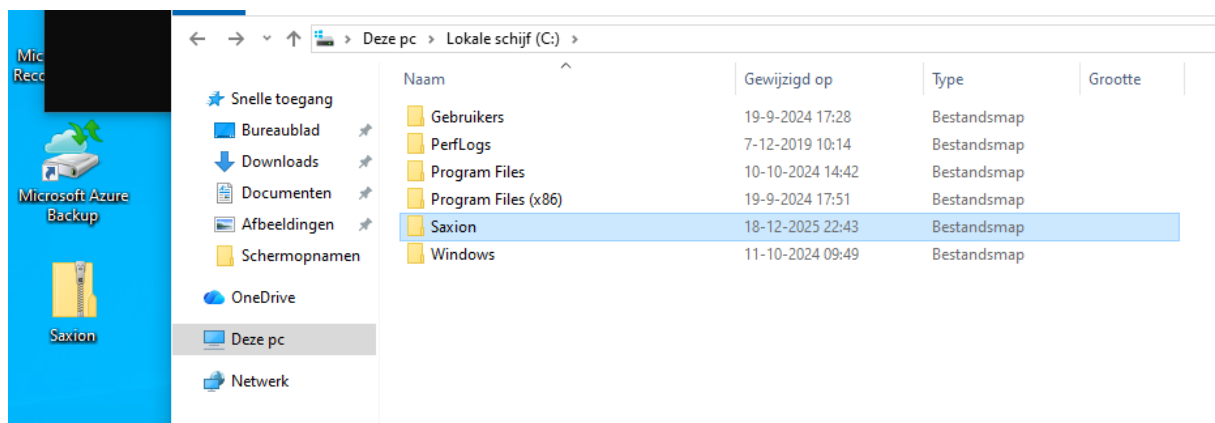 Mic
Reco
Microsoft Azure
Backup
Saxion
Deze pc > Lokale schijf (C:) >
Snelle toegang
Bureaublad
Downloads
Documenten
Afbeeldingen
Schermopnamen
OneDrive
Deze pc
Netwerk
Naam Gewijzigd op Type Grootte
Gebruikers 19-9-2024 17:28 Bestandsmap
PerfLogs 7-12-2019 10:14 Bestandsmap
Program Files 10-10-2024 14:42 Bestandsmap
Program Files (x86) 19-9-2024 17:51 Bestandsmap
Saxion 18-12-2025 22:43 Bestandsmap
Windows 11-10-2024 09:49 Bestandsmap